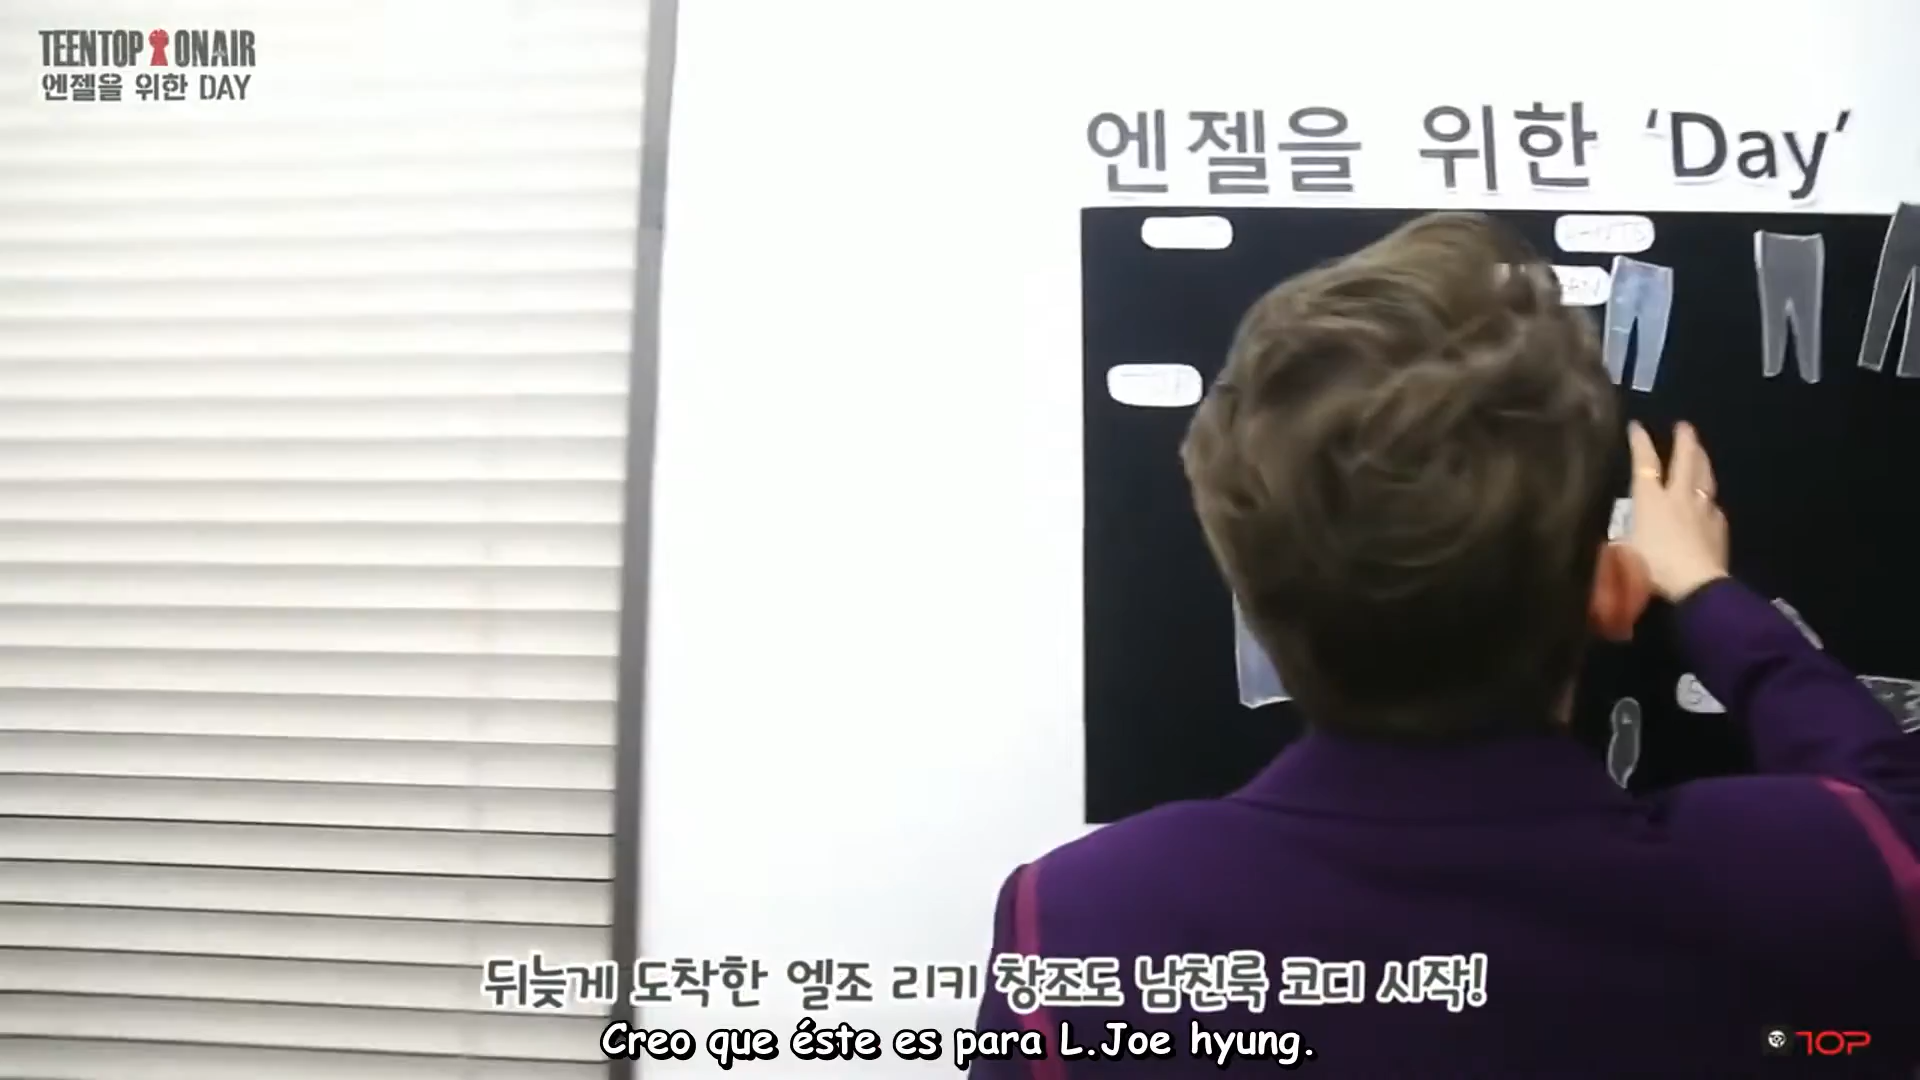 TEENTOP ONAIR
엔젤을 위한 DAY
엔젤을 위한 ‘Day’
PANTS
뒤늦게 도착한 엘조 리키 창조도 남친룩 코디 시작!
Creo que éste es para L.Joe hyung.
TOP